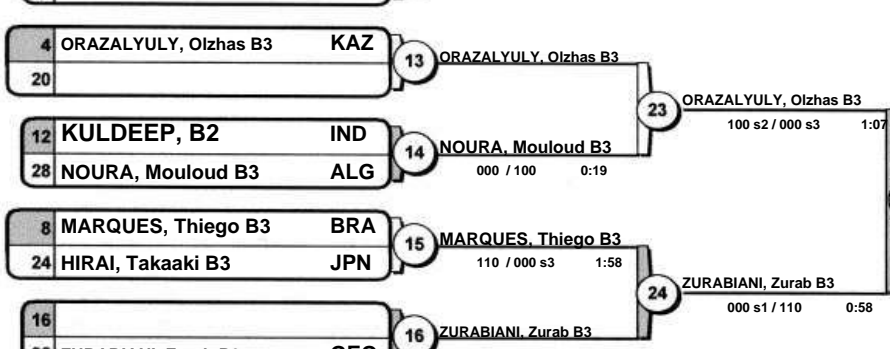 4 ORAZALYULY, Olzhas B3 KAZ
20
13 ORAZALYULY, Olzhas B3
12 KULDEEP, B2 IND
28 NOURA, Mouloud B3 ALG
14 NOURA, Mouloud B3
000 / 100 0:19
23 ORAZALYULY, Olzhas B3
100 s2 / 000 s3 1:07
8 MARQUES, Thiego B3 BRA
24 HIRAI, Takaaki B3 JPN
15 MARQUES, Thiego B3
110 / 000 s3 1:58
16
16 ZURABIANI, Zurab B3
24 ZURABIANI, Zurab B3
000 s1 / 110 0:58